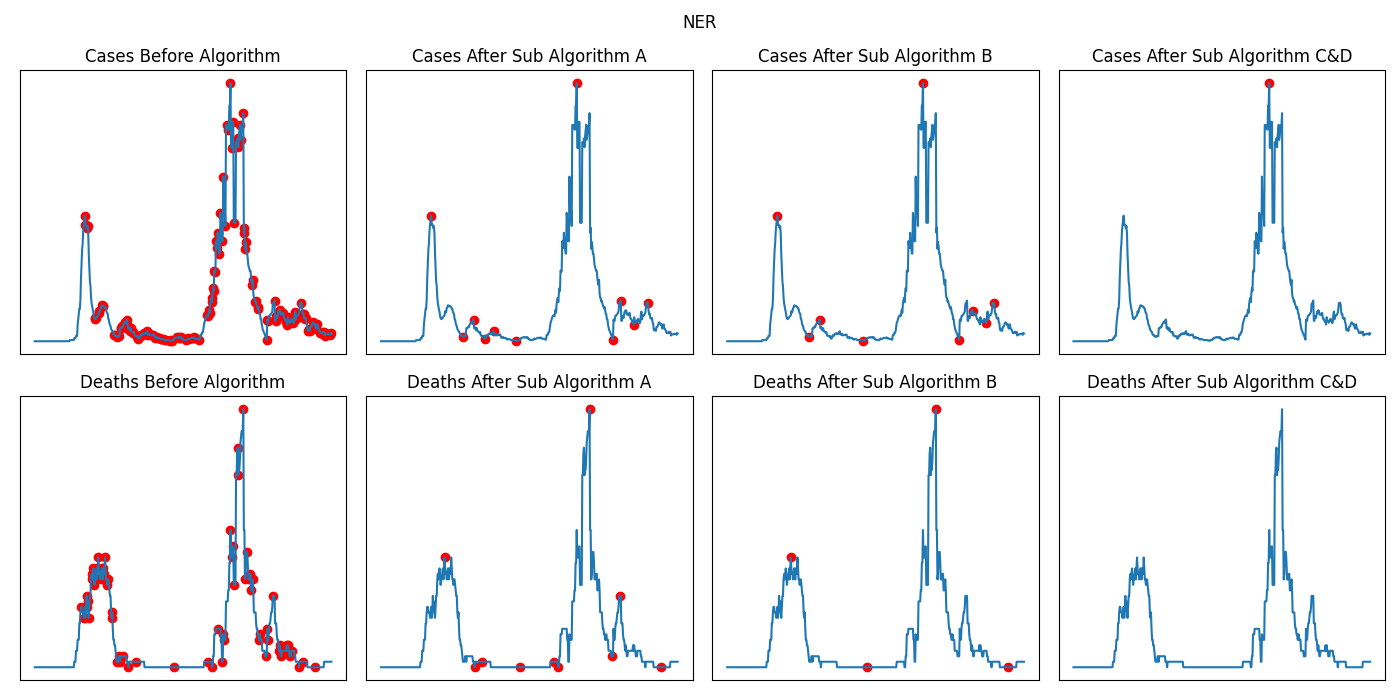 NER
Cases Before Algorithm
Cases After Sub Algorithm A
Cases After Sub Algorithm B
Cases After Sub Algorithm C&D
Deaths Before Algorithm
Deaths After Sub Algorithm A
Deaths After Sub Algorithm B
Deaths After Sub Algorithm C&D